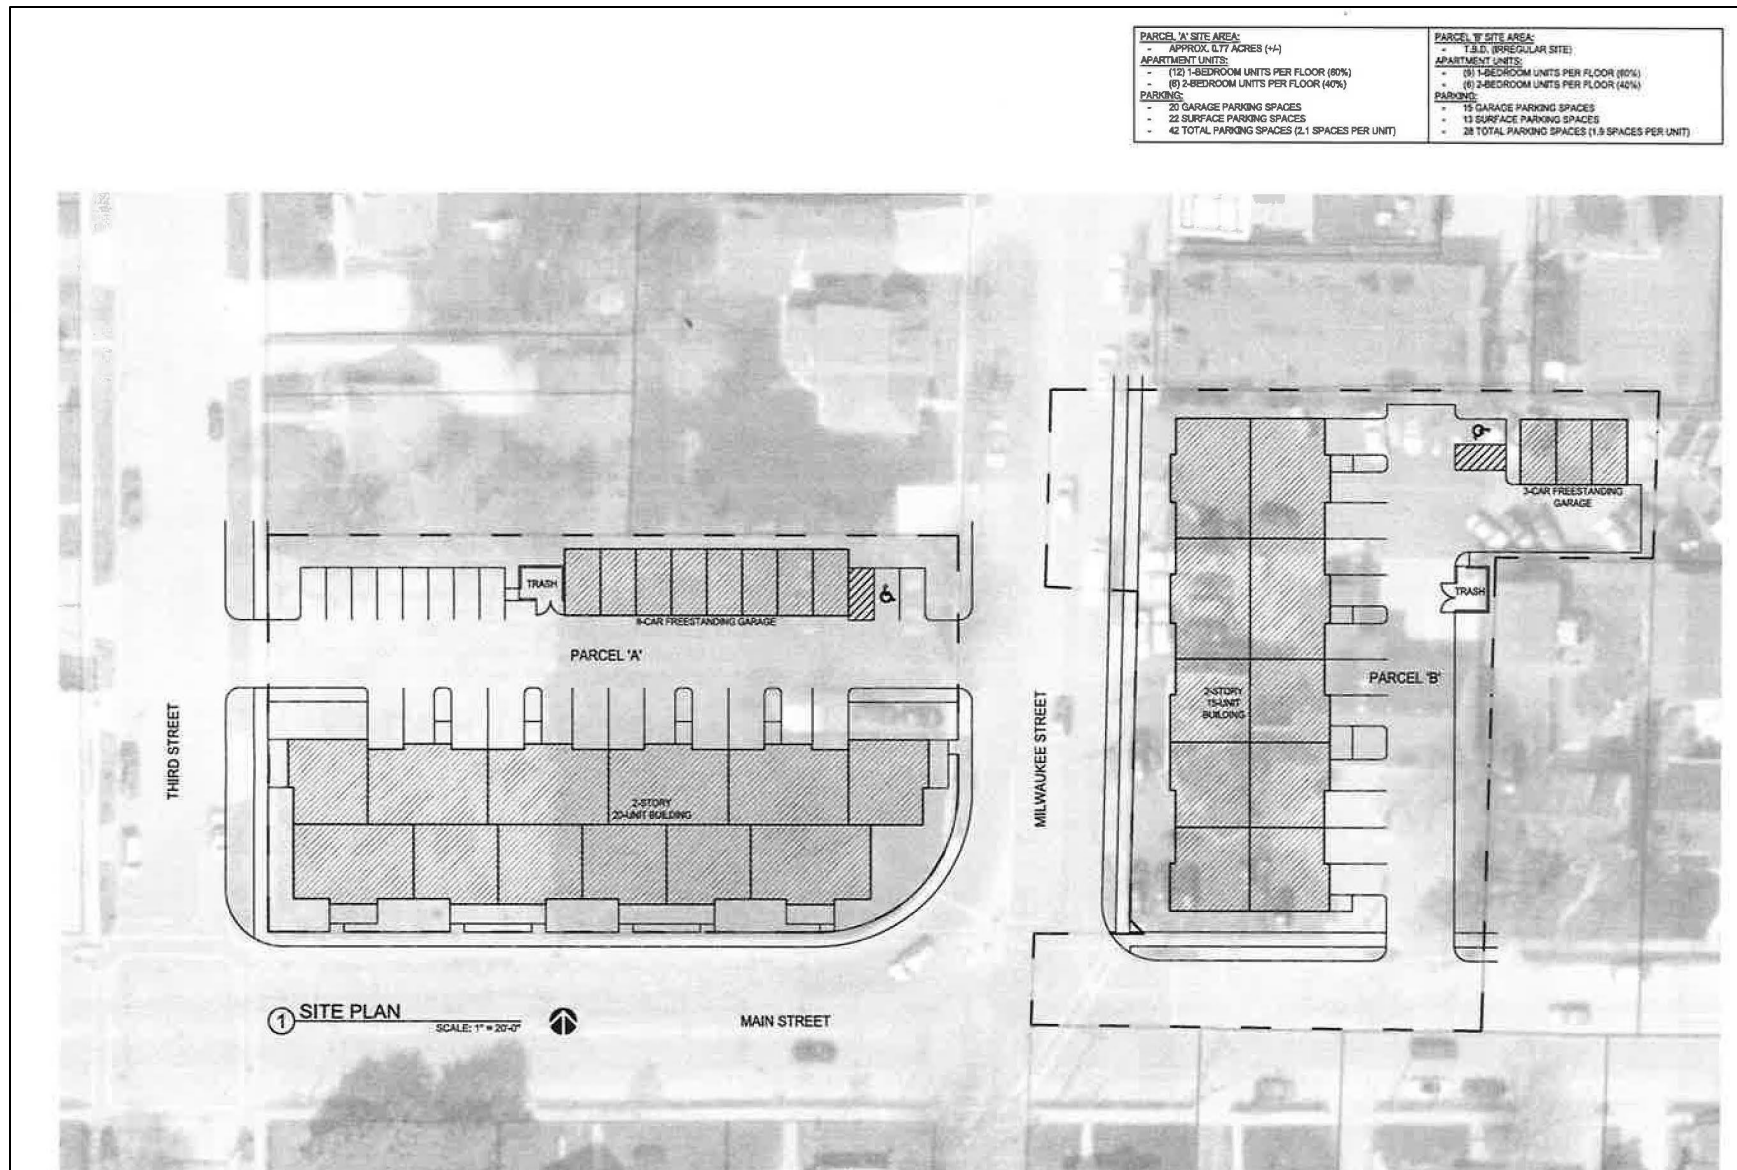 PARCEL 'A' SITE AREA:
- APPROX. 0.77 ACRES (+/-)
APARTMENT UNITS:
- (12) 1-BEDROOM UNITS PER FLOOR (60%)
- (8) 2-BEDROOM UNITS PER FLOOR (40%)
PARKING:
- 20 GARAGE PARKING SPACES
- 22 SURFACE PARKING SPACES
- 42 TOTAL PARKING SPACES (2.1 SPACES PER UNIT)
PARCEL 'B' SITE AREA:
- T.B.D. (IRREGULAR SITE)
APARTMENT UNITS:
- (9) 1-BEDROOM UNITS PER FLOOR (60%)
- (6) 2-BEDROOM UNITS PER FLOOR (40%)
PARKING:
- 15 GARAGE PARKING SPACES
- 13 SURFACE PARKING SPACES
- 28 TOTAL PARKING SPACES (1.9 SPACES PER UNIT)
3-CAR FREESTANDING
GARAGE
TRASH
TRASH
8-CAR FREESTANDING GARAGE
PARCEL 'A'
PARCEL 'B'
THIRD STREET
MILWAUKEE STREET
2-STORY
15-UNIT
BUILDING
2-STORY
20-UNIT BUILDING
1 SITE PLAN
SCALE: 1" = 20'-0"
MAIN STREET